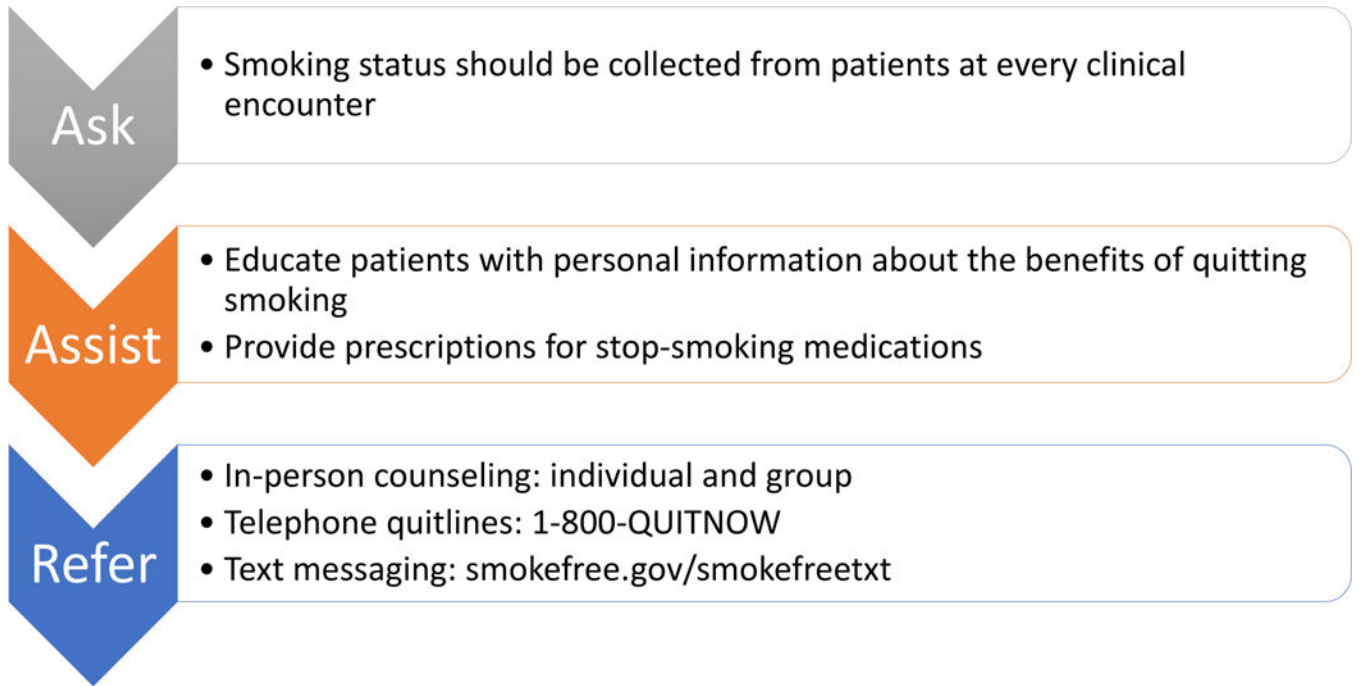 Ask
• Smoking status should be collected from patients at every clinical
encounter
Assist
• Educate patients with personal information about the benefits of quitting
smoking
• Provide prescriptions for stop-smoking medications
Refer
• In-person counseling: individual and group
• Telephone quitlines: 1-800-QUITNOW
• Text messaging: smokefree.gov/smokefreetxt